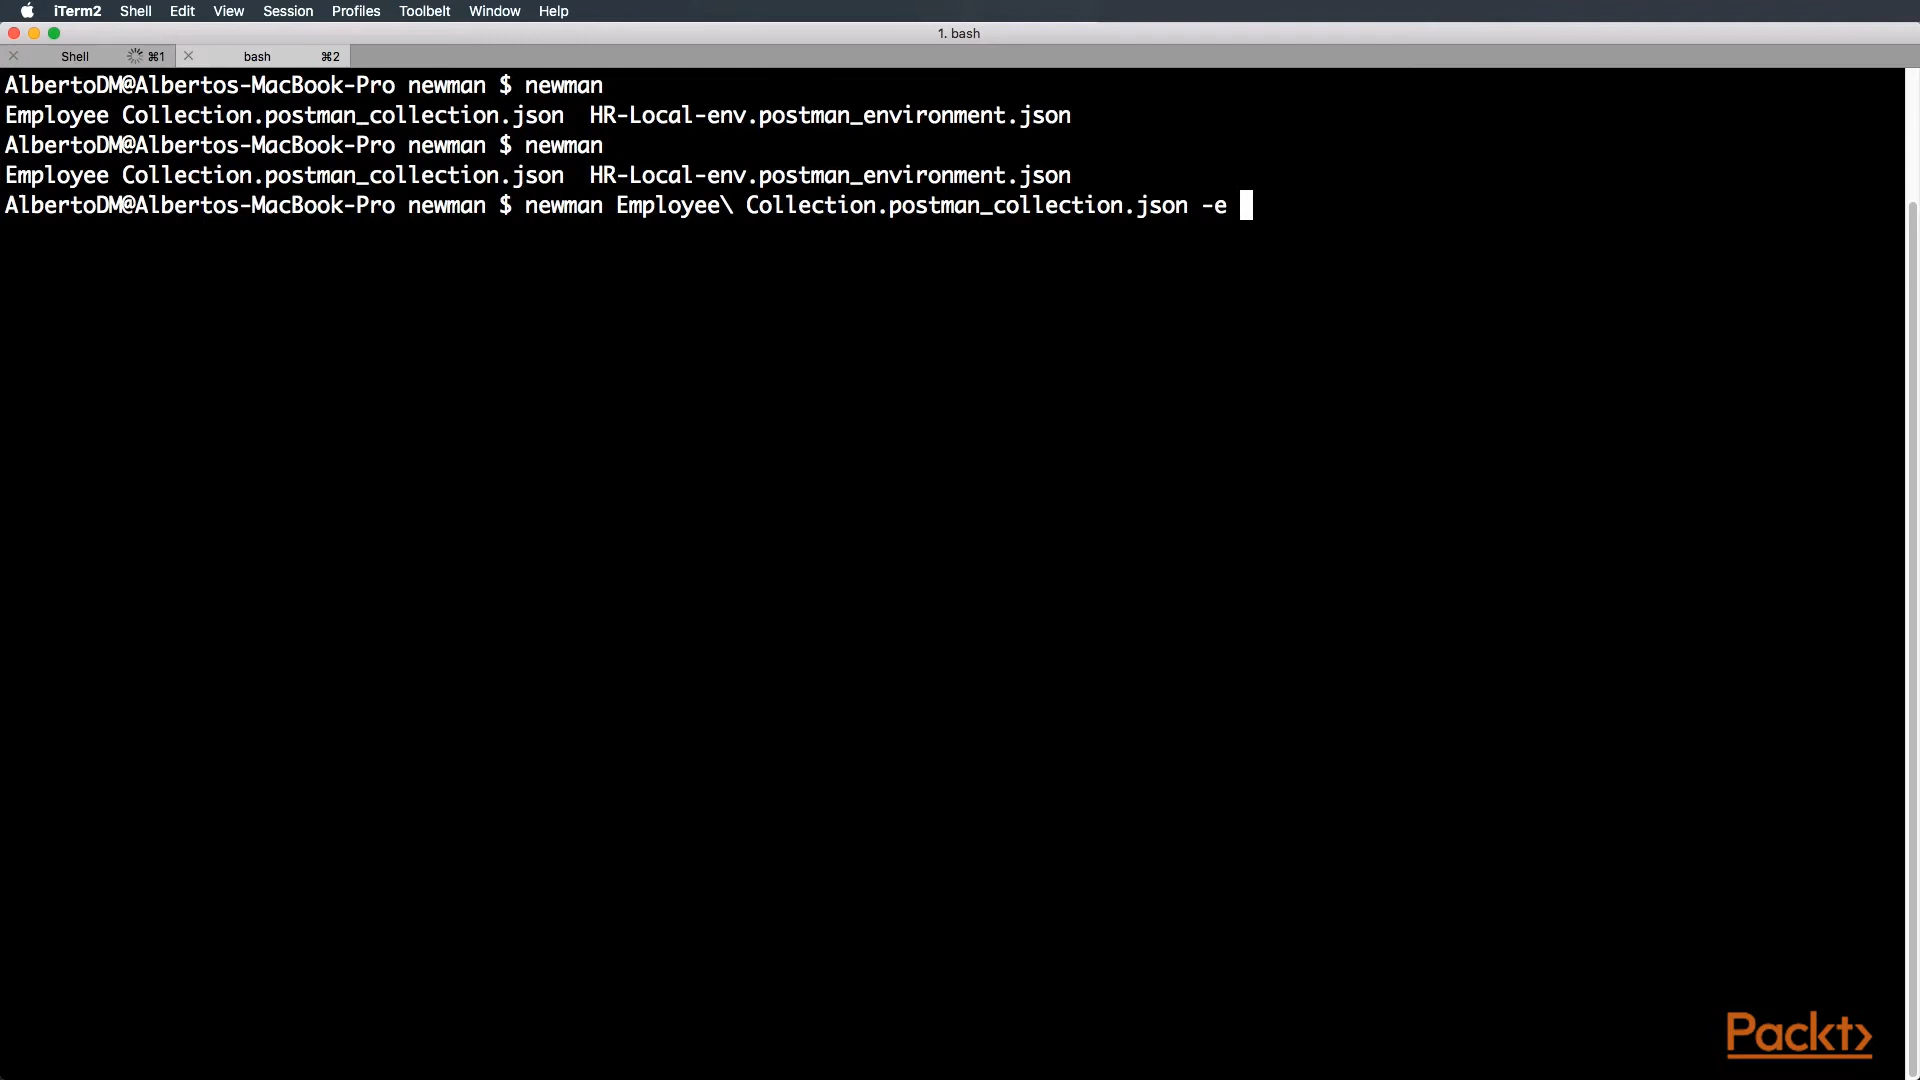 iTerm2 Shell Edit View Session Profiles Toolbelt Window Help
1. bash
Shell ⌘1 bash ⌘2
AlbertoDM@Albertos-MacBook-Pro newman $ newman
Employee Collection.postman_collection.json  HR-Local-env.postman_environment.json
AlbertoDM@Albertos-MacBook-Pro newman $ newman
Employee Collection.postman_collection.json  HR-Local-env.postman_environment.json
AlbertoDM@Albertos-MacBook-Pro newman $ newman Employee\ Collection.postman_collection.json -e
Packt>